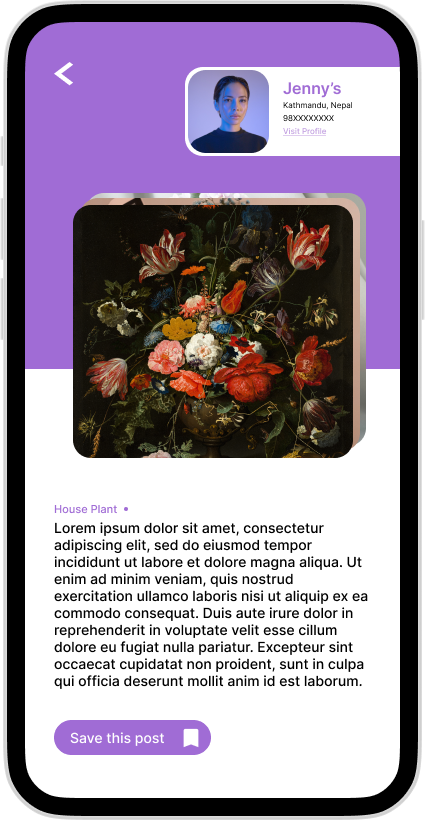 Jenny’s
Kathmandu, Nepal
98XXXXXXXX
Visit Profile
House Plant •
Lorem ipsum dolor sit amet, consectetur
adipiscing elit, sed do eiusmod tempor
incididunt ut labore et dolore magna aliqua. Ut
enim ad minim veniam, quis nostrud
exercitation ullamco laboris nisi ut aliquip ex ea
commodo consequat. Duis aute irure dolor in
reprehenderit in voluptate velit esse cillum
dolore eu fugiat nulla pariatur. Excepteur sint
occaecat cupidatat non proident, sunt in culpa
qui officia deserunt mollit anim id est laborum.
Save this post